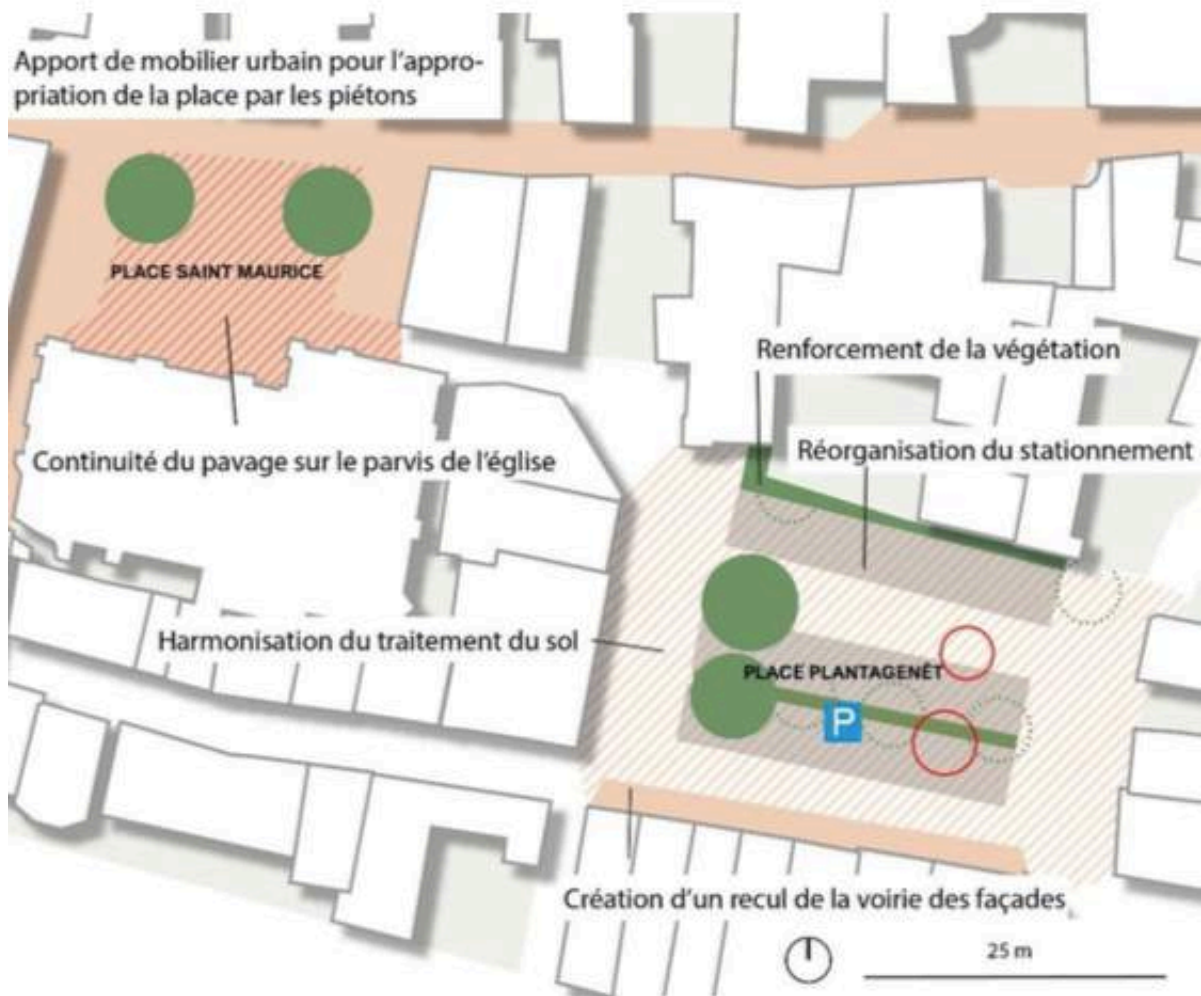 Apport de mobilier urbain pour l'appro-
priation de la place par les piétons
PLACE SAINT MAURICE
Renforcement de la végétation
Continuité du pavage sur le parvis de l'église
Réorganisation du stationnement
Harmonisation du traitement du sol
PLACE PLANTAGENÊT
P
Création d'un recul de la voirie des façades
25 m